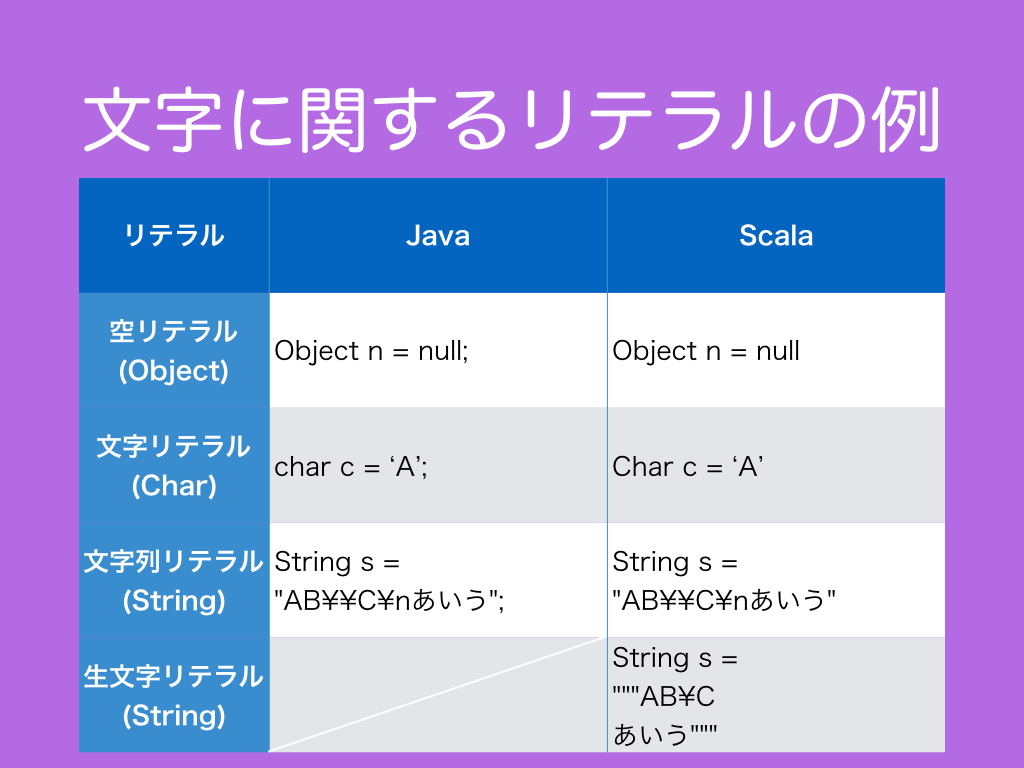 文字に関するリテラルの例
リテラル
Java
Scala
空リテラル
(Object)
Object n = null;
Object n = null
文字リテラル
(Char)
char c = ‘A’;
Char c = ‘A’
文字列リテラル
(String)
String s =
"AB¥¥C¥nあいう";
String s =
"AB¥¥C¥nあいう"
生文字リテラル
(String)
String s =
"""AB¥C
あいう"""